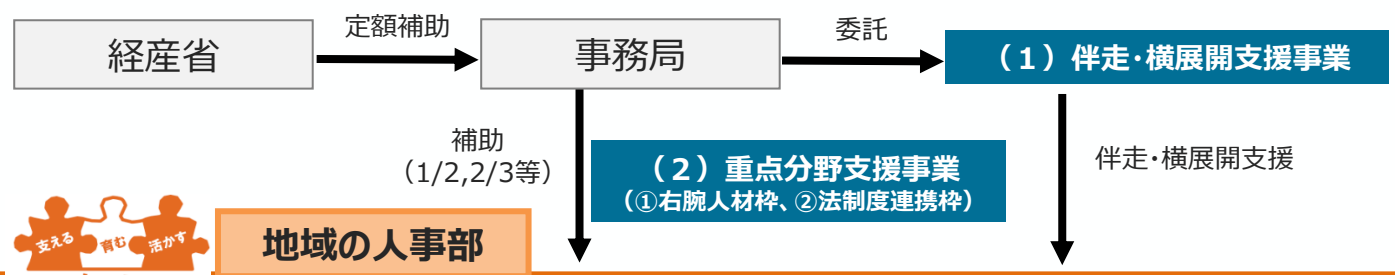 経産省
定額補助
事務局
委託
（１）伴走・横展開支援事業
補助
（1/2,2/3等）
（２）重点分野支援事業
（①右腕人材枠、②法制度連携枠）
伴走・横展開支援
支える
育む
活かす
地域の人事部